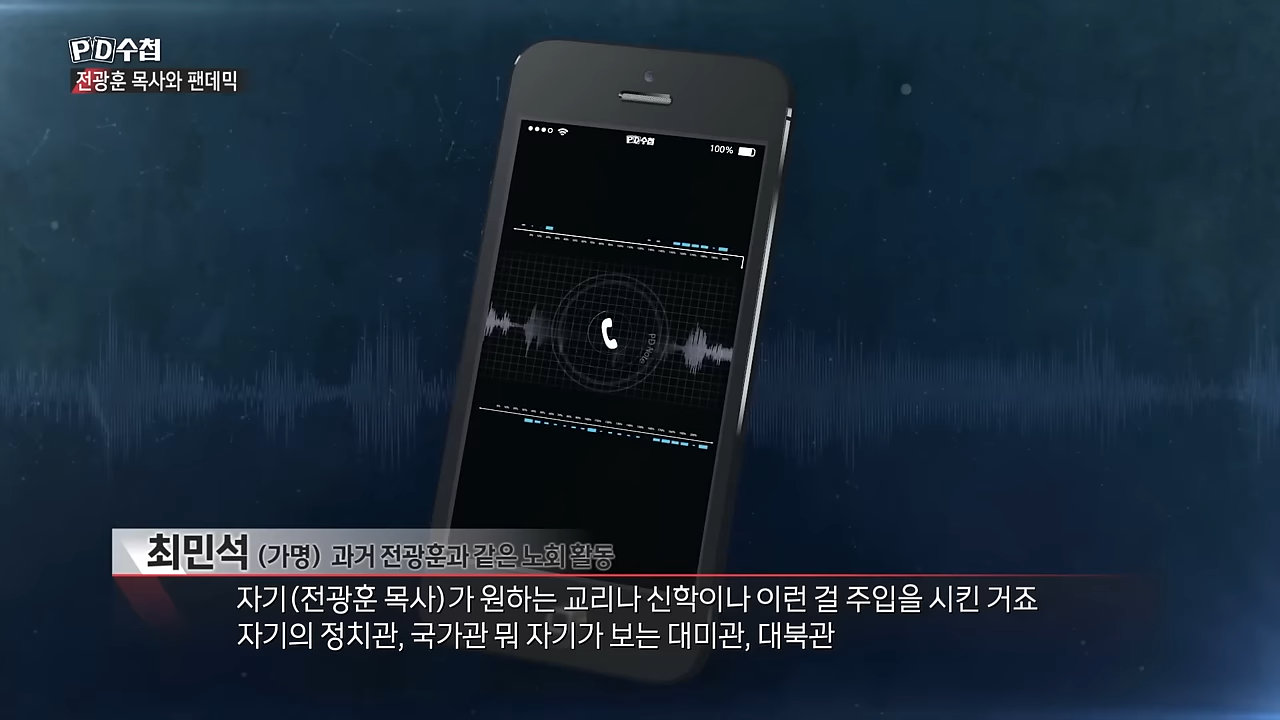 PD수첩
전광훈 목사와 팬데믹
PD수첩
100%
PD Note
최민석 (가명) 과거 전광훈과 같은 노회 활동
자기(전광훈 목사)가 원하는 교리나 신학이나 이런 걸 주입을 시킨 거죠
자기의 정치관, 국가관 뭐 자기가 보는 대미관, 대북관